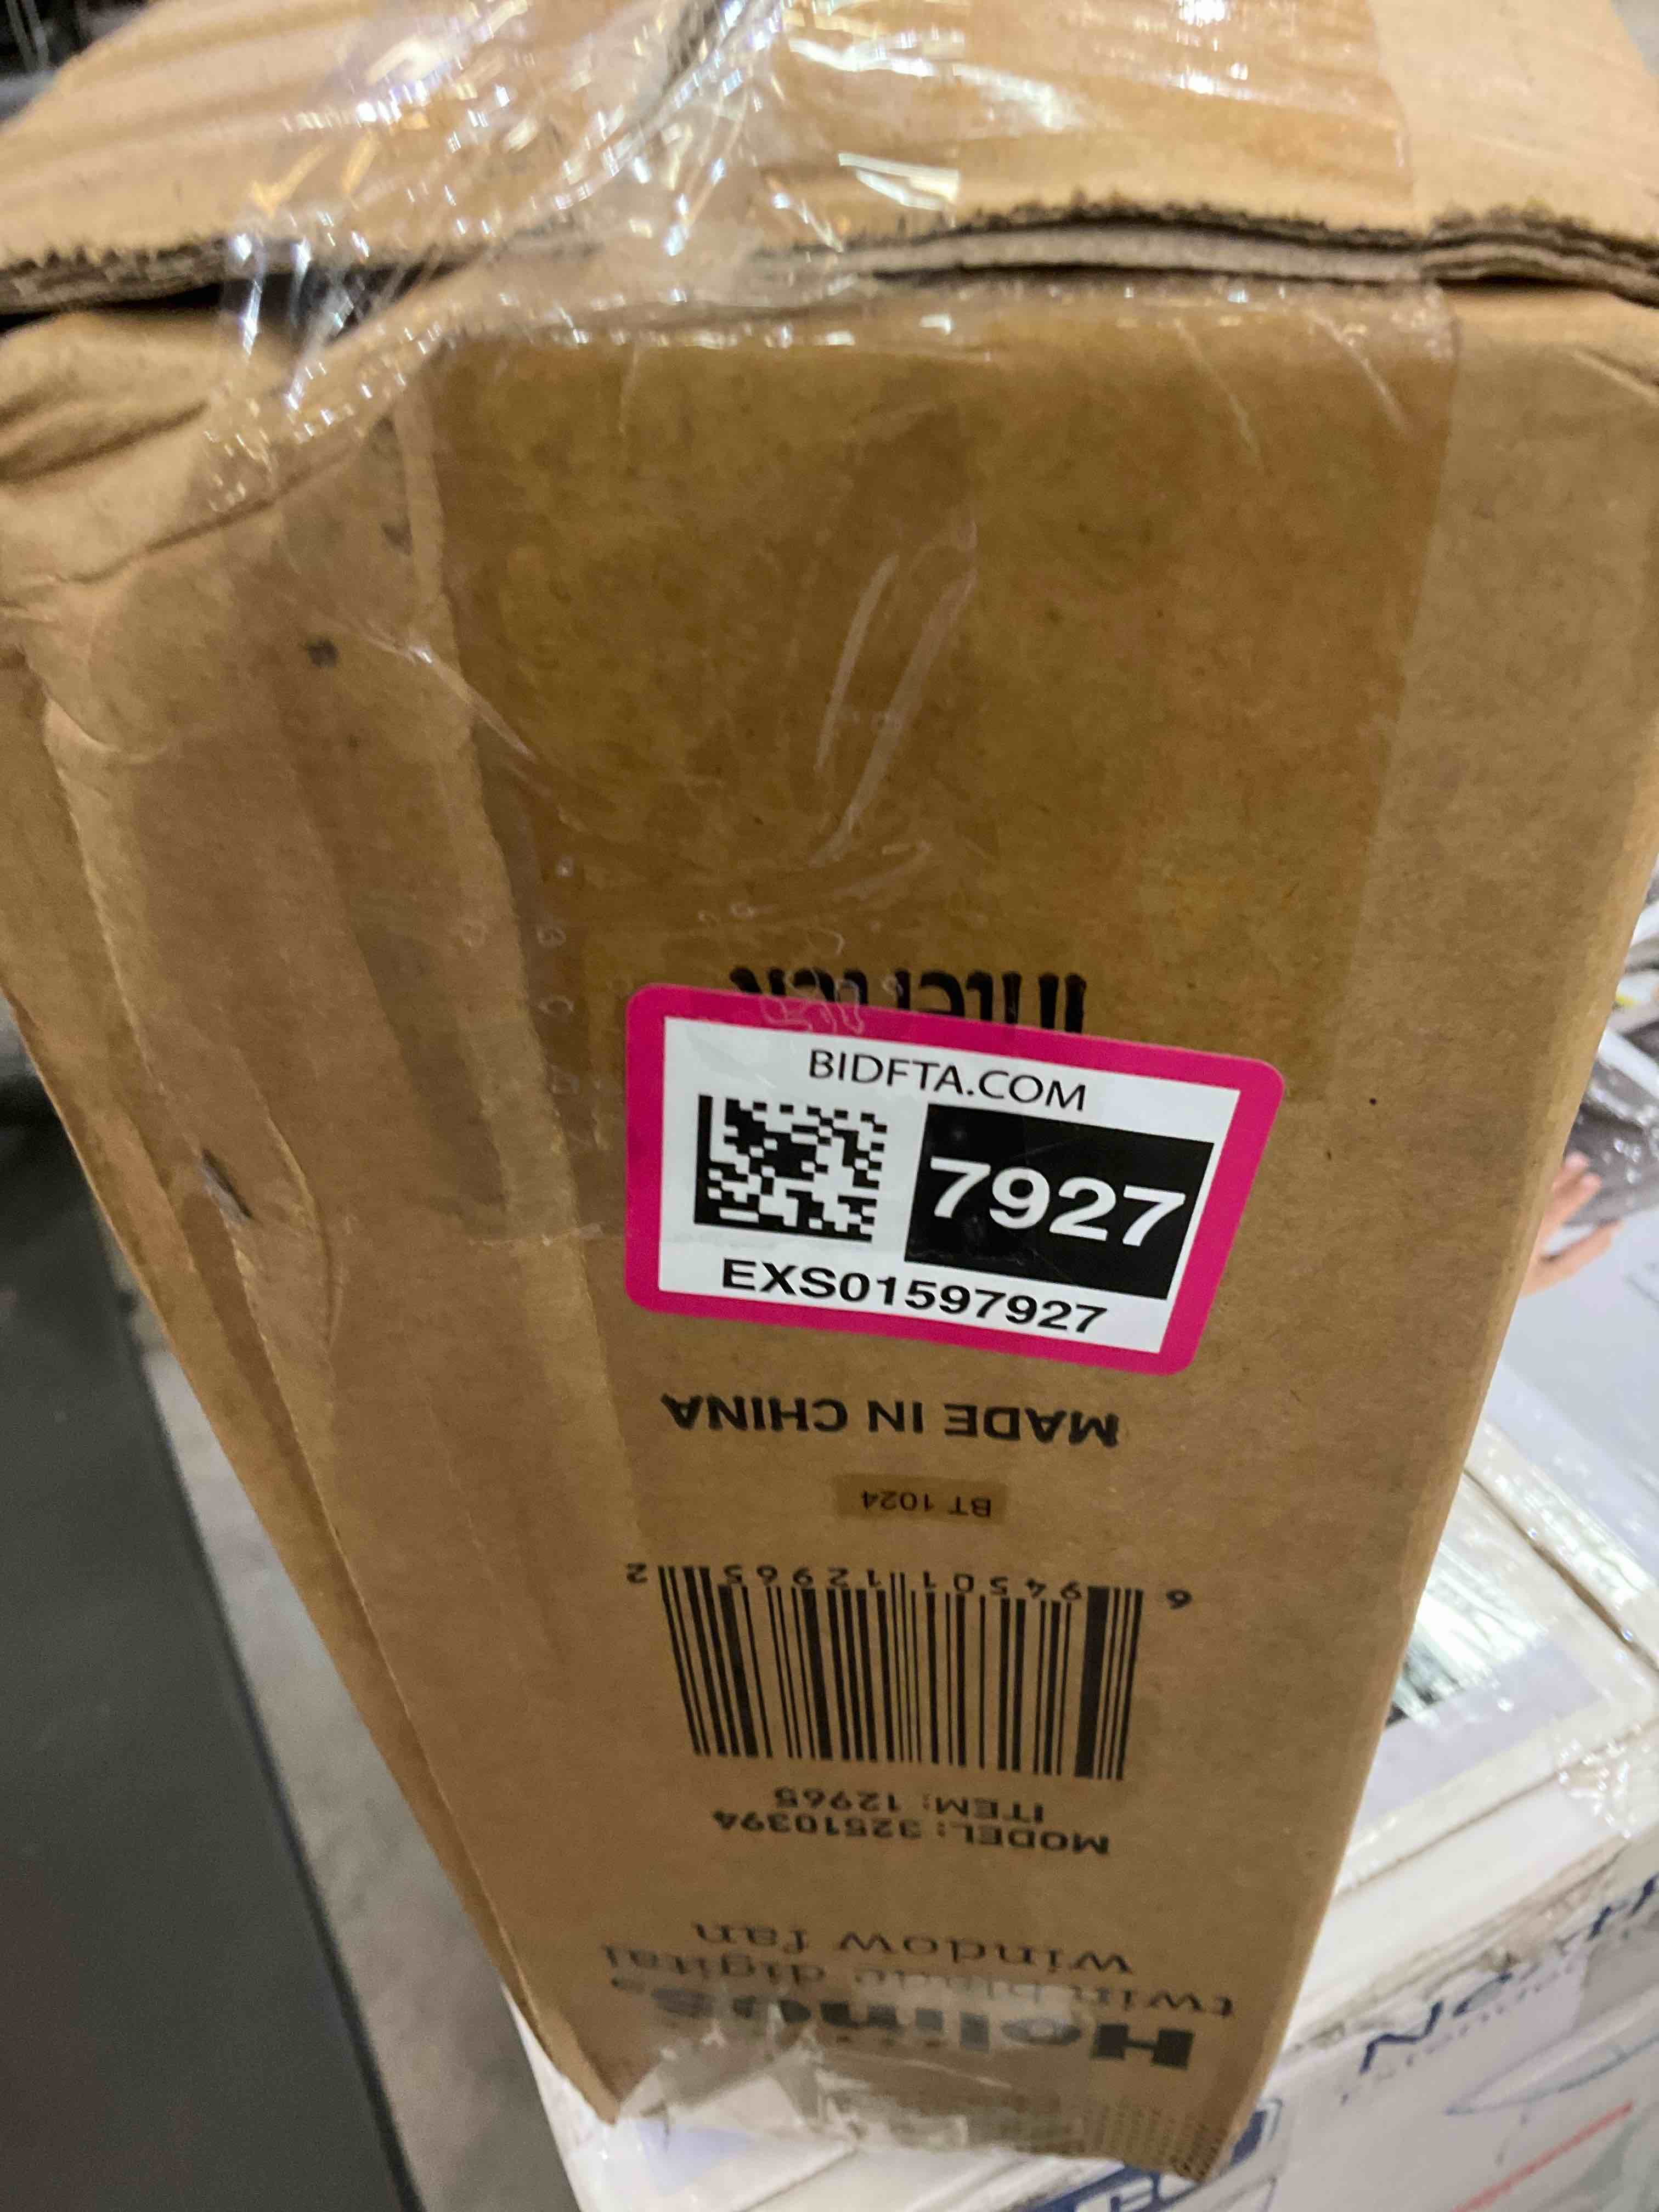 BIDFTA.COM
7927
EXS01597927
MADE IN CHINA
BT 1024
6 94501 12965 2
ITEM: 12965
MODEL: 32510394
Holmes
twin blade digital
window fan